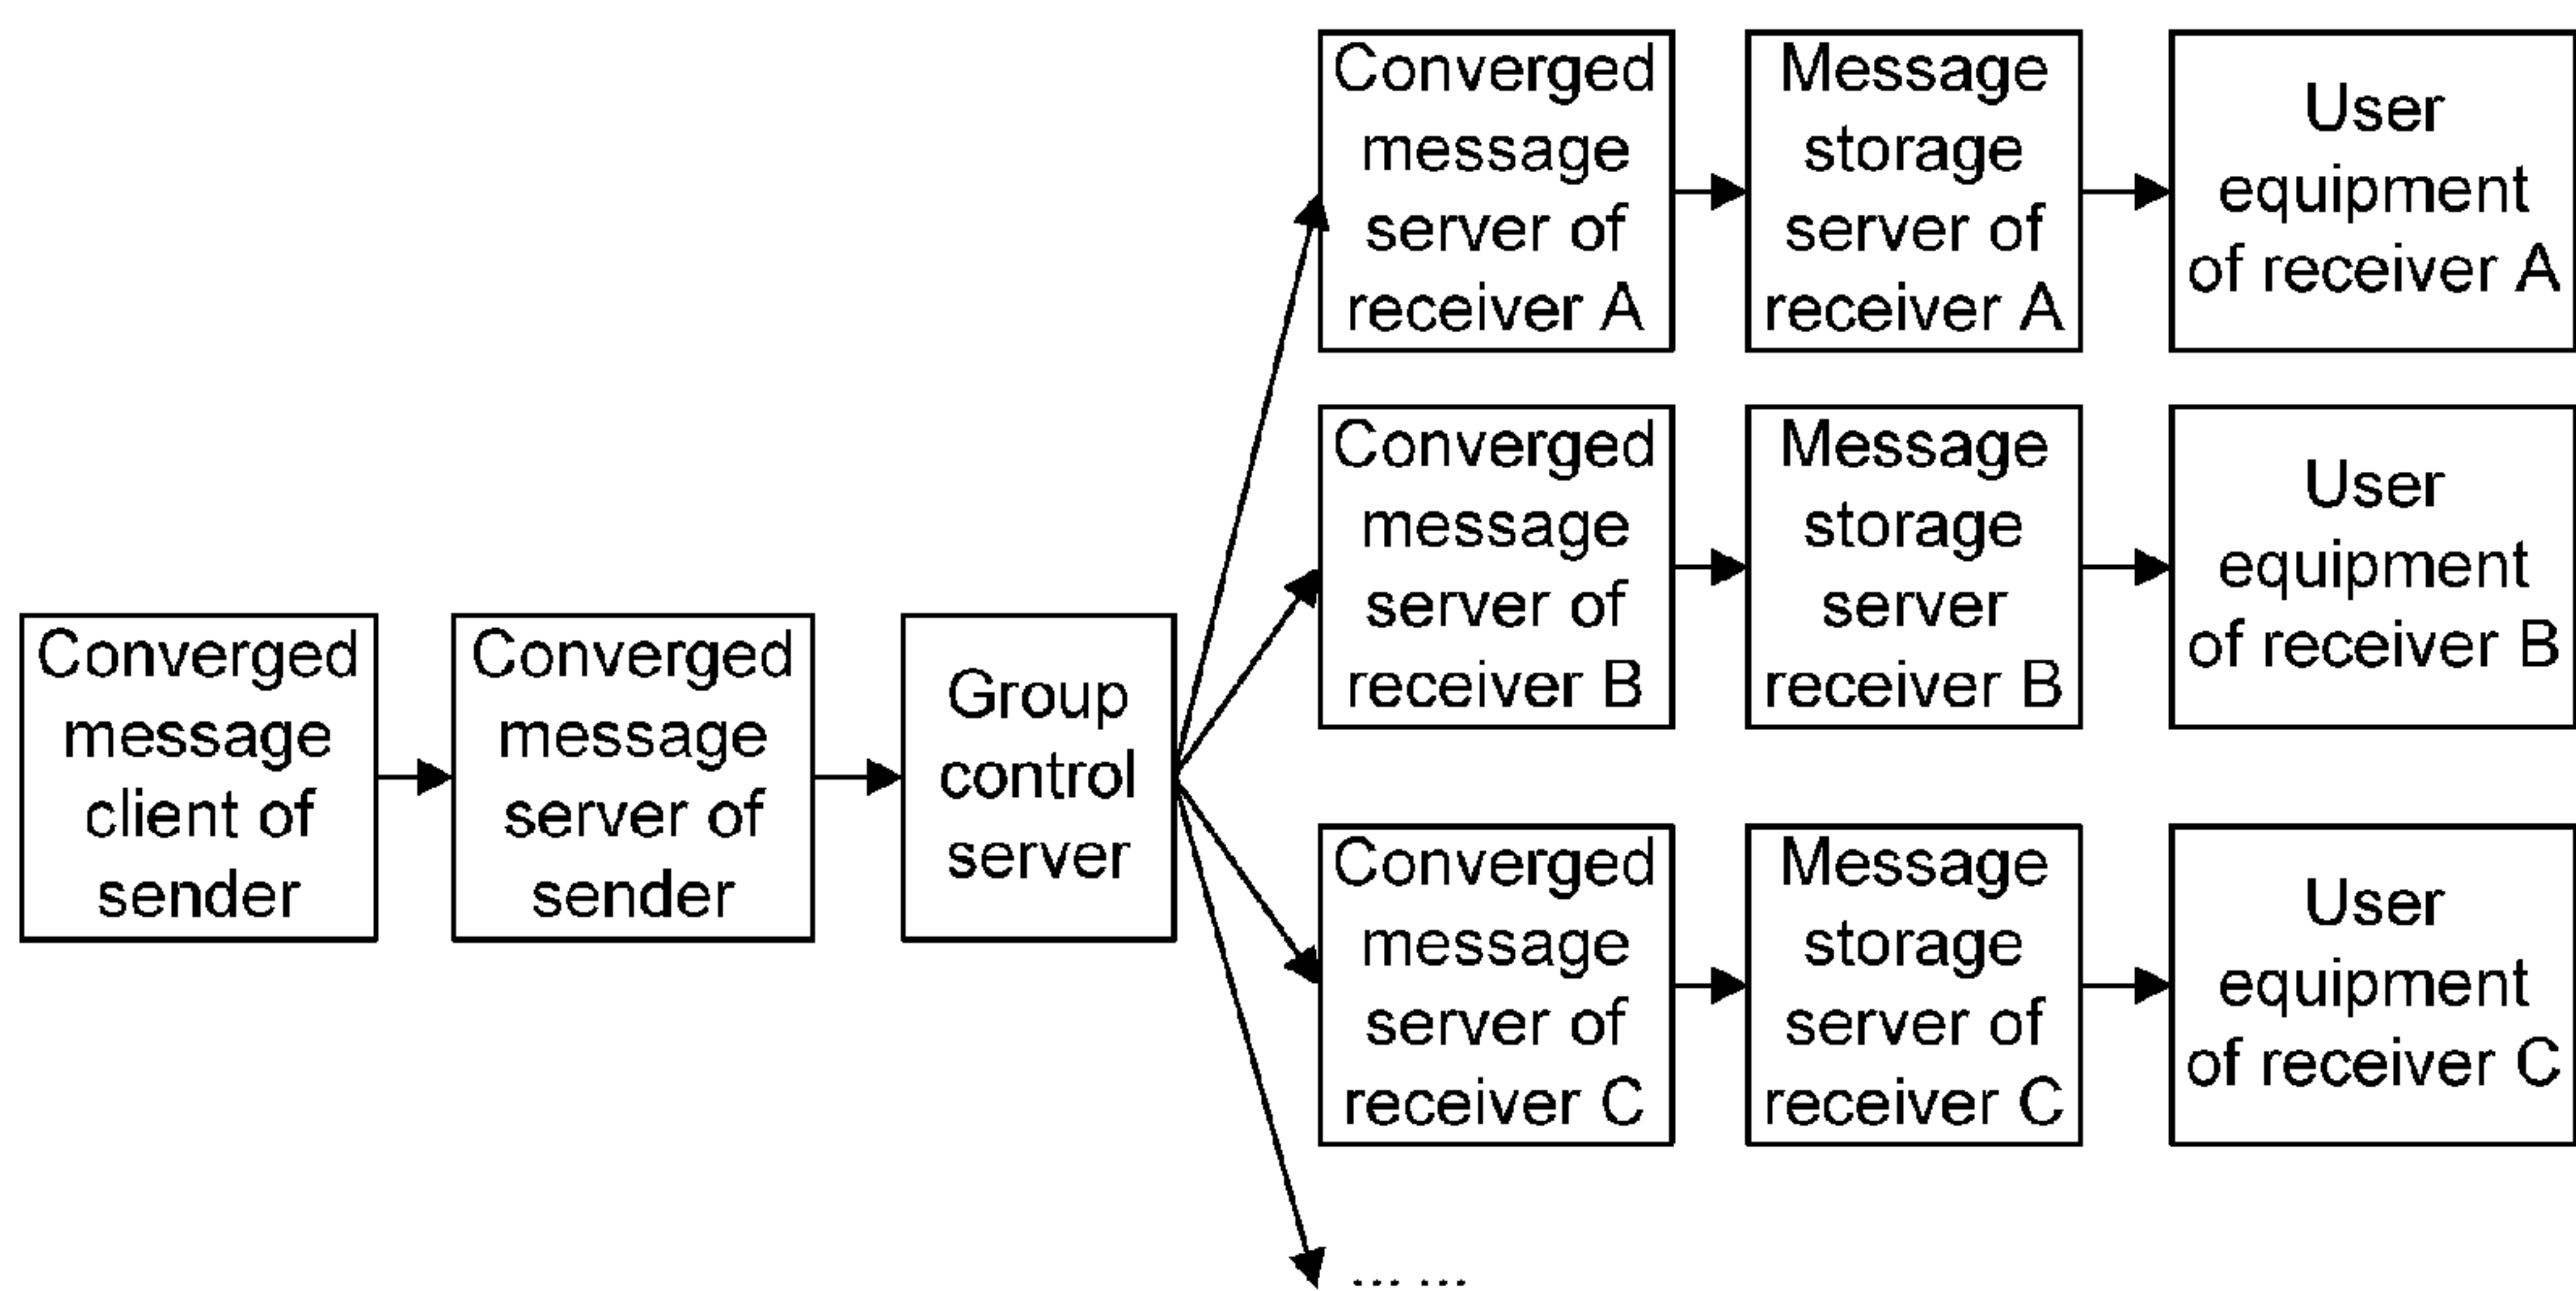 Converged
message
client of
sender
Converged
message
server of
sender
Group
control
server
Converged
message
server of
receiver A
Message
storage
server of
receiver A
User
equipment
of receiver A
Converged
message
server of
receiver B
Message
storage
server
receiver B
User
equipment
of receiver B
Converged
message
server of
receiver C
Message
storage
server of
receiver C
User
equipment
of receiver C
... ...